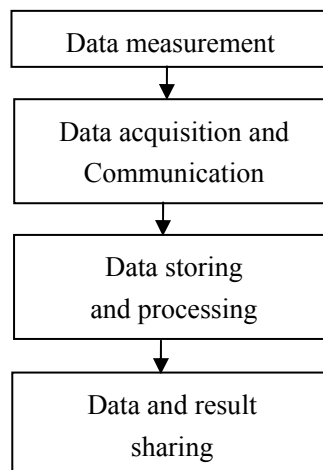 Data measurement
Data acquisition and
Communication
Data storing
and processing
Data and result
sharing